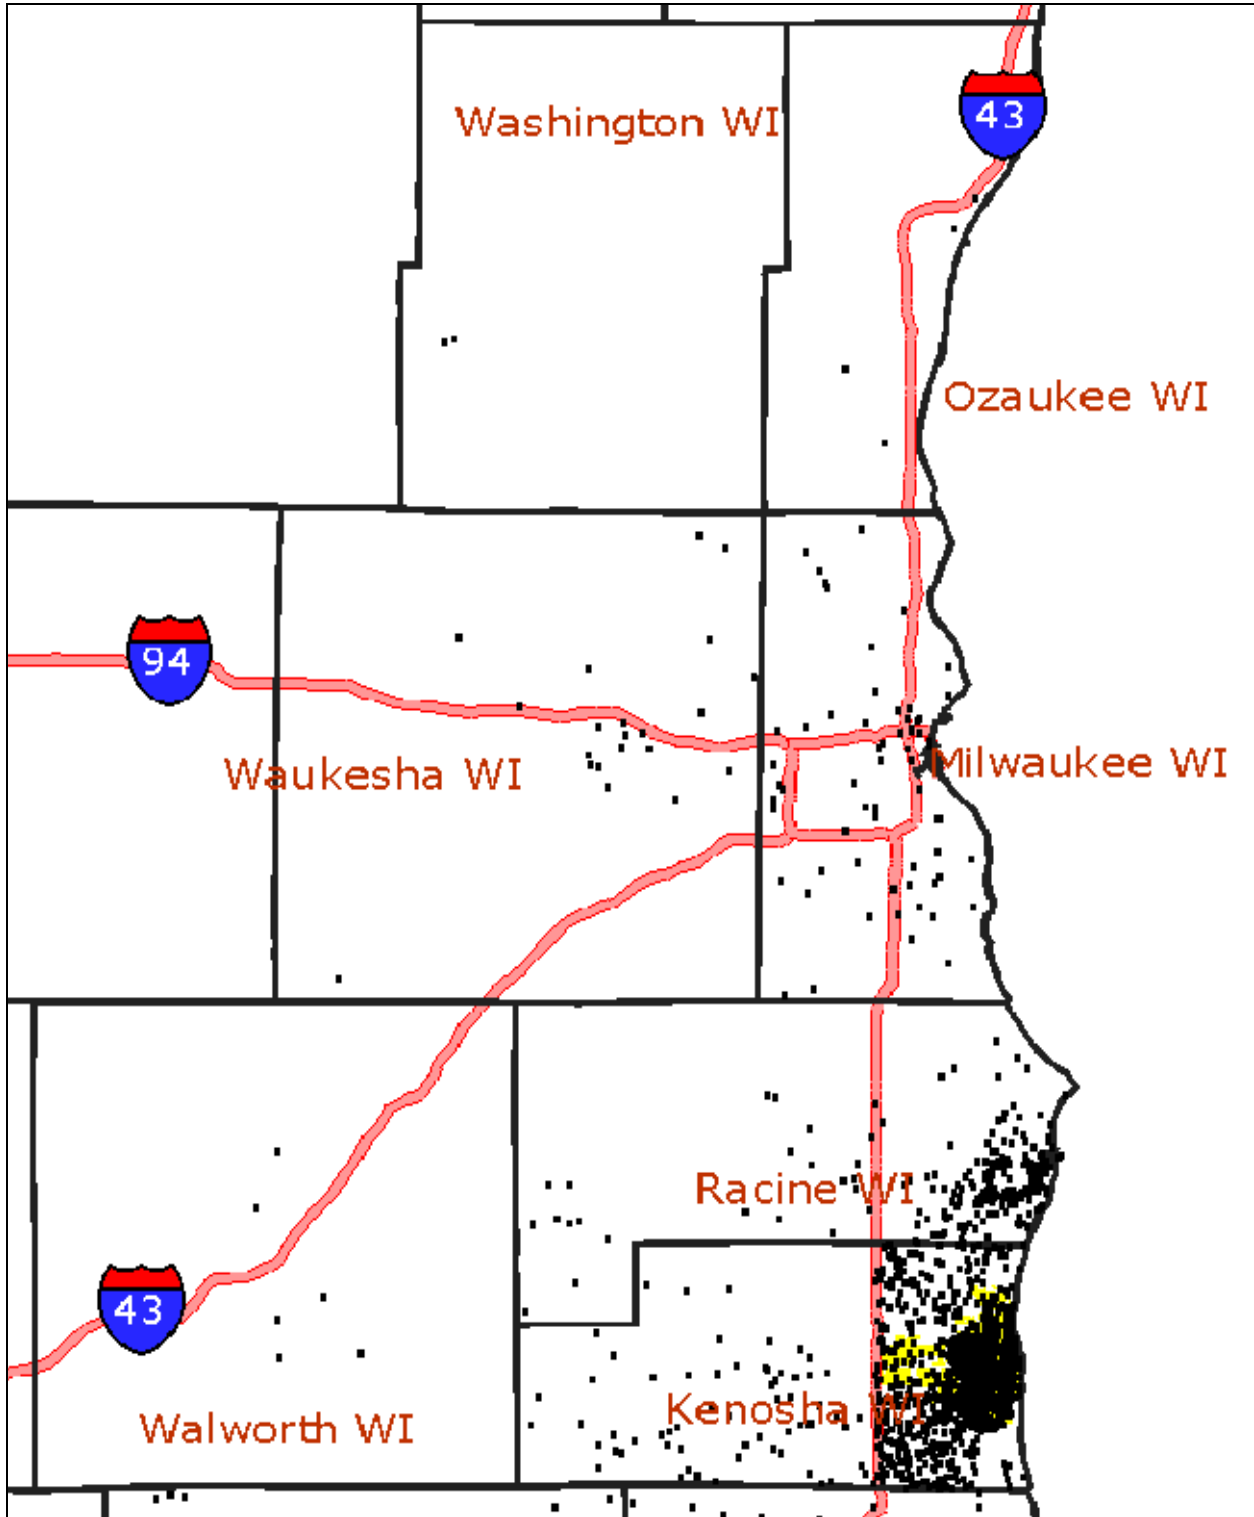 Washington WI
43
Ozaukee WI
94
Waukesha WI
Milwaukee WI
Racine WI
43
Kenosha WI
Walworth WI